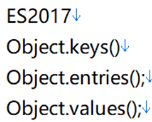 ES2017↓
Object.keys()↓
Object.entries();↓
Object.values();↓